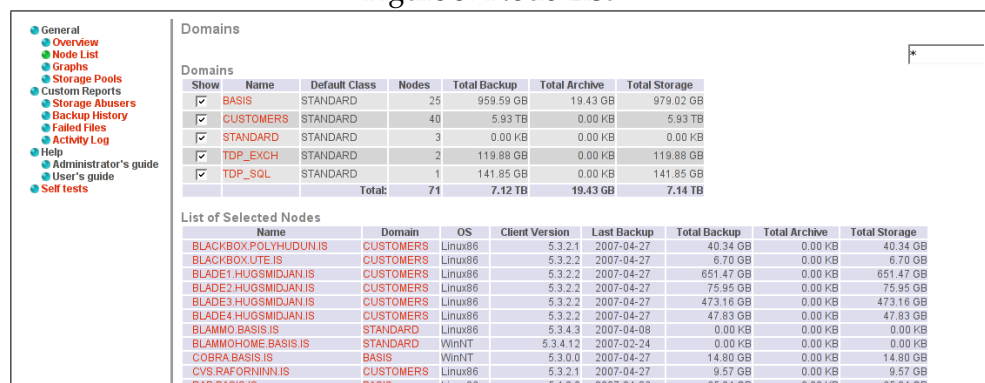 General
Overview
Node List
Graphs
Storage Pools
Custom Reports
Storage Abusers
Backup History
Failed Files
Activity Log
Help
Administrator's guide
User's guide
Self tests
Domains
*
Domains
Show Name Default Class Nodes Total Backup Total Archive Total Storage
BASIS STANDARD 25 959.59 GB 19.43 GB 979.02 GB
CUSTOMERS STANDARD 40 5.93 TB 0.00 KB 5.93 TB
STANDARD STANDARD 3 0.00 KB 0.00 KB 0.00 KB
TDP_EXCH STANDARD 2 119.88 GB 0.00 KB 119.88 GB
TDP_SQL STANDARD 1 141.85 GB 0.00 KB 141.85 GB
Total: 71 7.12 TB 19.43 GB 7.14 TB
List of Selected Nodes
Name Domain OS Client Version Last Backup Total Backup Total Archive Total Storage
BLACKBOX.POLYHUDUN.IS CUSTOMERS Linux86 5.3.2.1 2007-04-27 40.34 GB 0.00 KB 40.34 GB
BLACKBOX.UTE.IS CUSTOMERS Linux86 5.3.2.2 2007-04-27 6.70 GB 0.00 KB 6.70 GB
BLADE1.HUGSMIDJAN.IS CUSTOMERS Linux86 5.3.2.2 2007-04-27 651.47 GB 0.00 KB 651.47 GB
BLADE2.HUGSMIDJAN.IS CUSTOMERS Linux86 5.3.2.2 2007-04-27 75.95 GB 0.00 KB 75.95 GB
BLADE3.HUGSMIDJAN.IS CUSTOMERS Linux86 5.3.2.2 2007-04-27 473.16 GB 0.00 KB 473.16 GB
BLADE4.HUGSMIDJAN.IS CUSTOMERS Linux86 5.3.2.2 2007-04-27 47.83 GB 0.00 KB 47.83 GB
BLAMMO.BASIS.IS STANDARD Linux86 5.3.4.3 2007-04-08 0.00 KB 0.00 KB 0.00 KB
BLAMMOHOME.BASIS.IS STANDARD WinNT 5.3.4.12 2007-02-24 0.00 KB 0.00 KB 0.00 KB
COBRA.BASIS.IS BASIS WinNT 5.3.0.0 2007-04-27 14.80 GB 0.00 KB 14.80 GB
CVS.RAFORNINN.IS CUSTOMERS Linux86 5.3.2.1 2007-04-27 9.57 GB 0.00 KB 9.57 GB